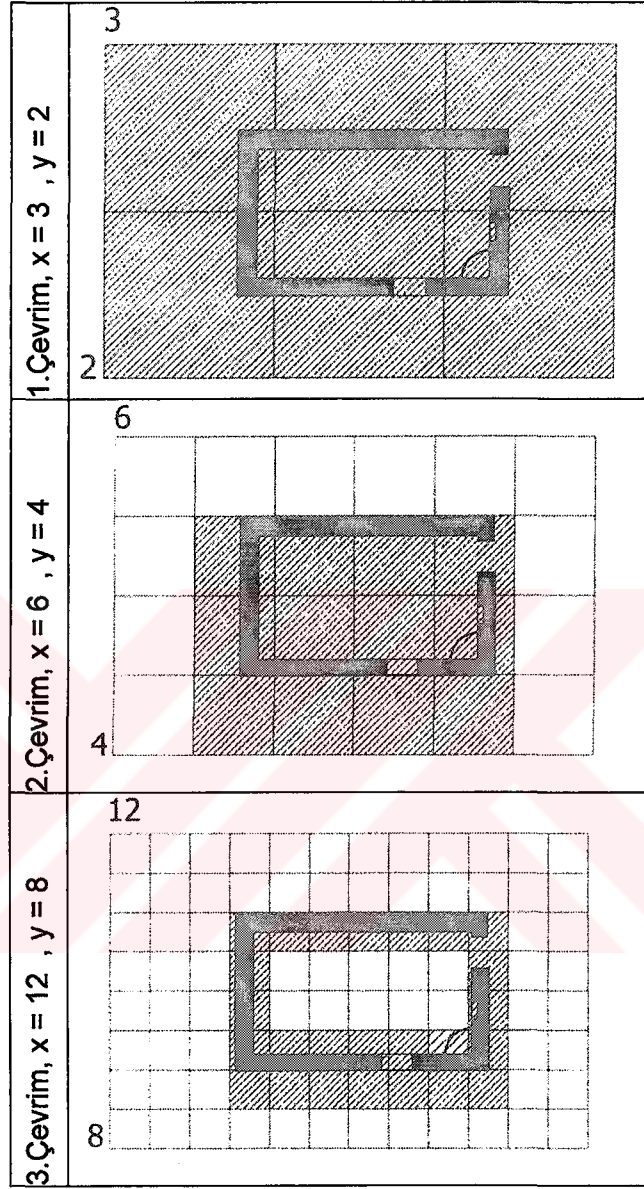 1.Çevrim, x = 3 , y = 2
3
2
2.Çevrim, x = 6 , y = 4
6
4
3.Çevrim, x = 12 , y = 8
12
8